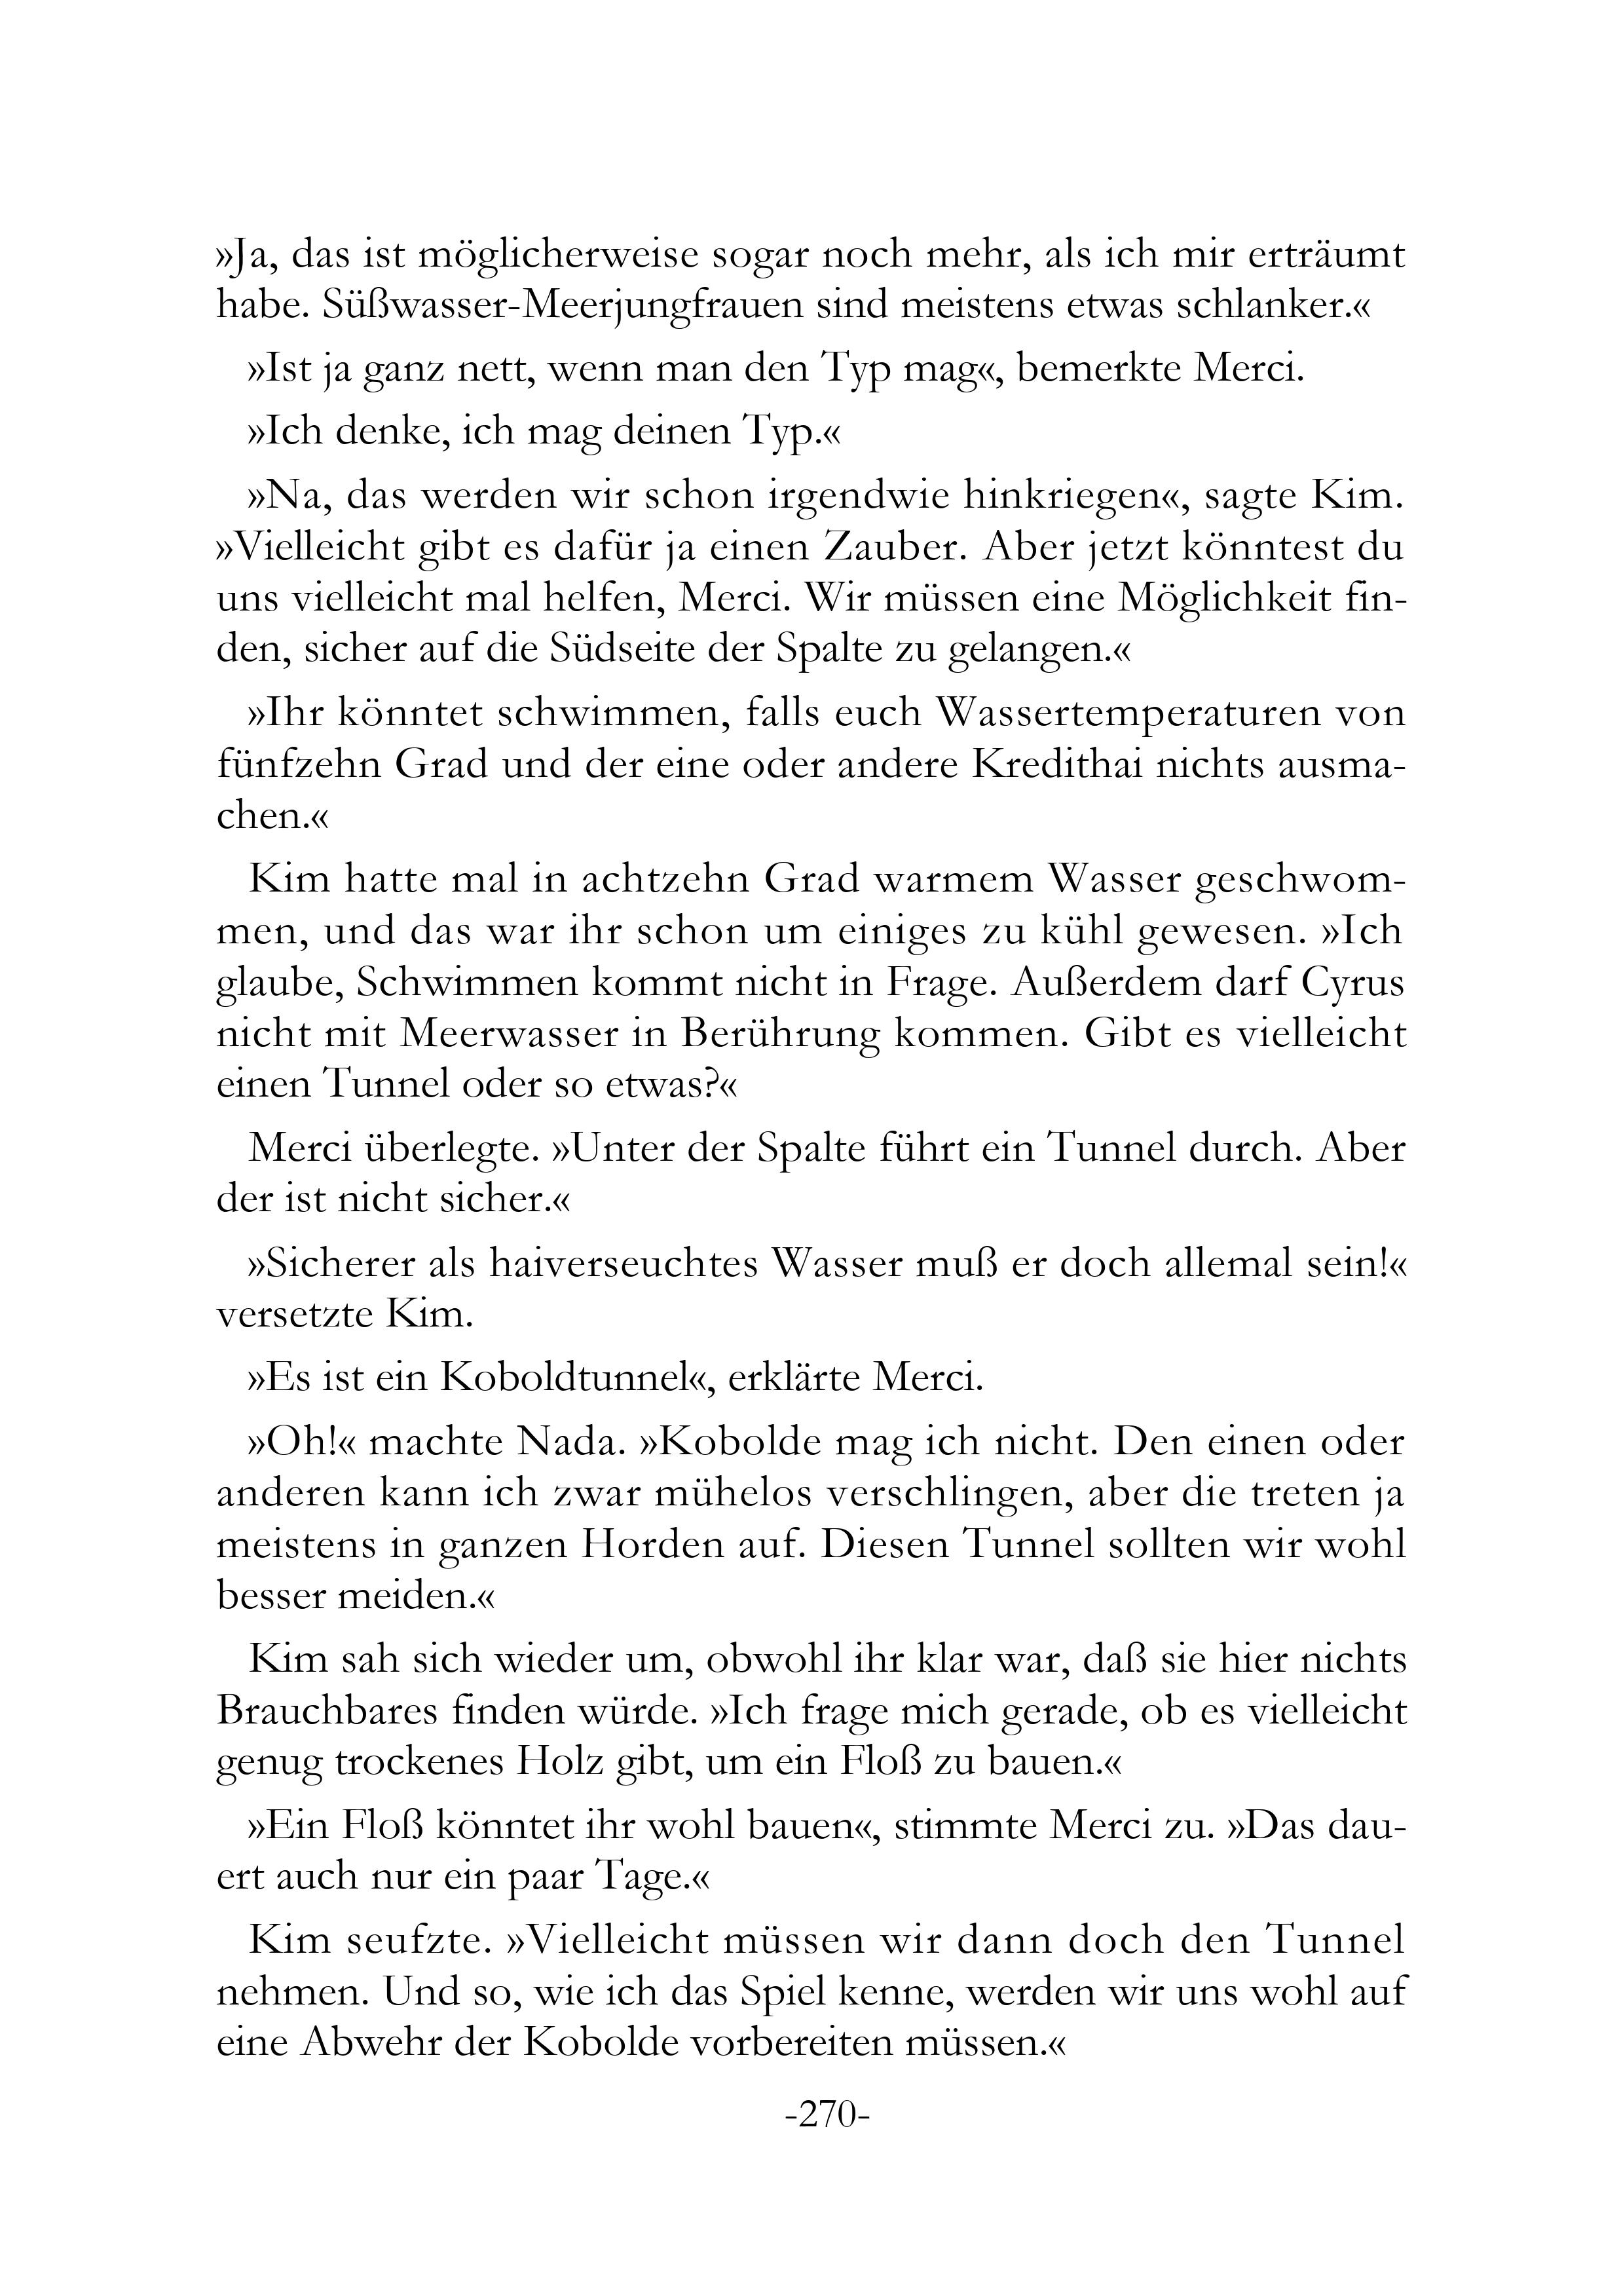 »Ja, das ist möglicherweise sogar noch mehr, als ich mir erträumt
habe. Süßwasser-Meerjungfrauen sind meistens etwas schlanker.«
»Ist ja ganz nett, wenn man den Typ mag«, bemerkte Merci.
»Ich denke, ich mag deinen Typ.«
»Na, das werden wir schon irgendwie hinkriegen«, sagte Kim.
»Vielleicht gibt es dafür ja einen Zauber. Aber jetzt könntest du
uns vielleicht mal helfen, Merci. Wir müssen eine Möglichkeit fin-
den, sicher auf die Südseite der Spalte zu gelangen.«
»Ihr könntet schwimmen, falls euch Wassertemperaturen von
fünfzehn Grad und der eine oder andere Kredithai nichts ausma-
chen.«
Kim hatte mal in achtzehn Grad warmem Wasser geschwom-
men, und das war ihr schon um einiges zu kühl gewesen. »Ich
glaube, Schwimmen kommt nicht in Frage. Außerdem darf Cyrus
nicht mit Meerwasser in Berührung kommen. Gibt es vielleicht
einen Tunnel oder so etwas?«
Merci überlegte. »Unter der Spalte führt ein Tunnel durch. Aber
der ist nicht sicher.«
»Sicherer als haiverseuchtes Wasser muß er doch allemal sein!«
versetzte Kim.
»Es ist ein Koboldtunnel«, erklärte Merci.
»Oh!« machte Nada. »Kobolde mag ich nicht. Den einen oder
anderen kann ich zwar mühelos verschlingen, aber die treten ja
meistens in ganzen Horden auf. Diesen Tunnel sollten wir wohl
besser meiden.«
Kim sah sich wieder um, obwohl ihr klar war, daß sie hier nichts
Brauchbares finden würde. »Ich frage mich gerade, ob es vielleicht
genug trockenes Holz gibt, um ein Floß zu bauen.«
»Ein Floß könntet ihr wohl bauen«, stimmte Merci zu. »Das dau-
ert auch nur ein paar Tage.«
Kim seufzte. »Vielleicht müssen wir dann doch den Tunnel
nehmen. Und so, wie ich das Spiel kenne, werden wir uns wohl auf
eine Abwehr der Kobolde vorbereiten müssen.«
-270-